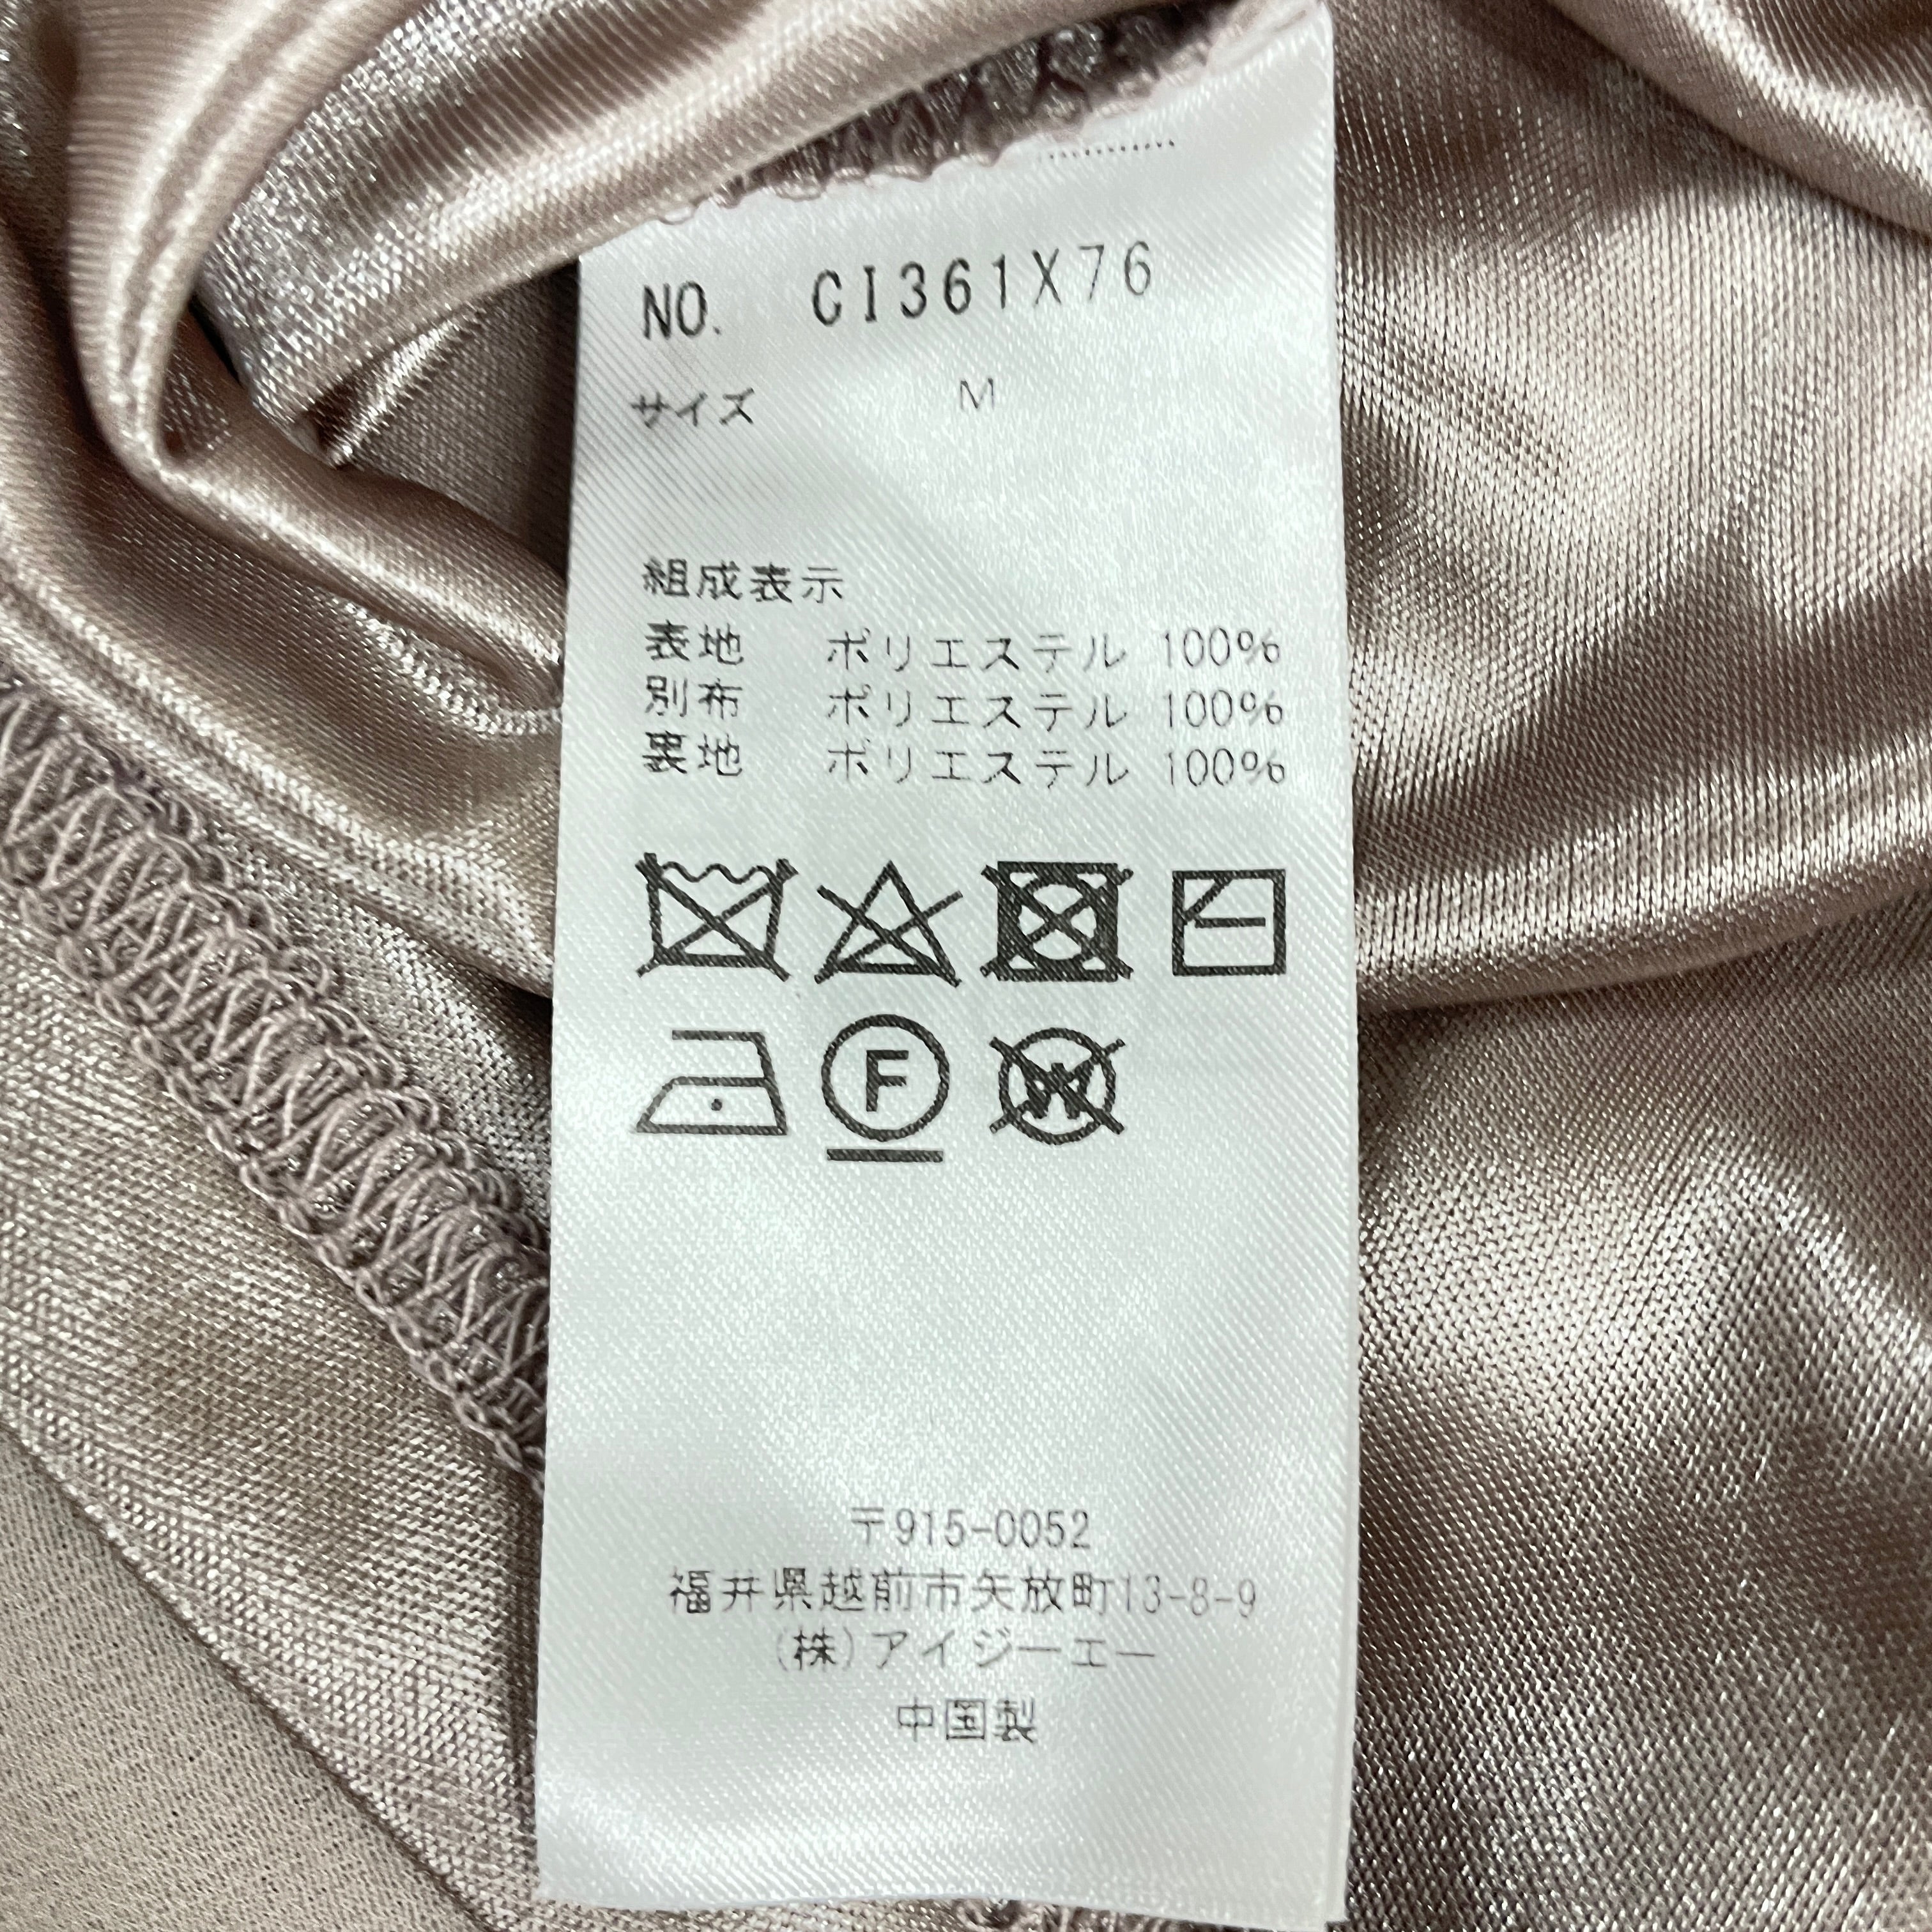 NO. CI361X76
サイズ M
組成表示
表地 ポリエステル 100%
別布 ポリエステル 100%
裏地 ポリエステル 100%
F W
〒915-0052
福井県越前市矢放町13-8-9
(株)アイジーエー
中国製